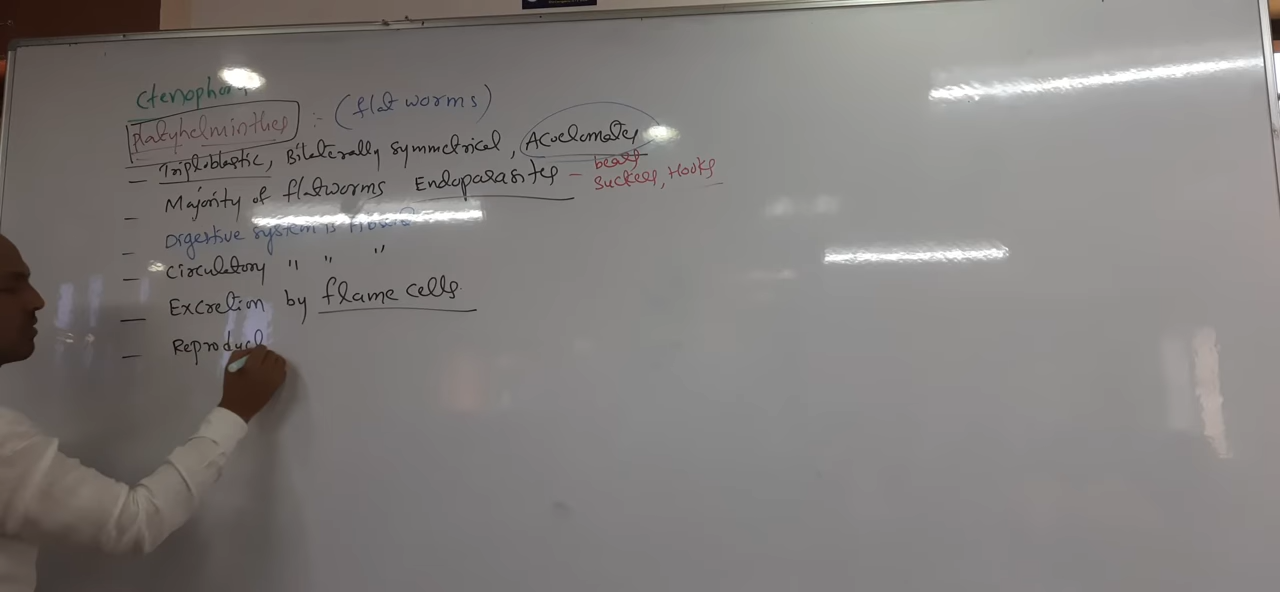 Ctenophora
Platyhelminthes :- (flat worms)
— Triploblastic, Bilaterally symmetrical, Acoelomates
— Majority of flatworms Endoparasites – bears
suckers, Hooks
— Digestive system is
— Circulatory " " "
— Excretion by flame cells.
— Reproduct